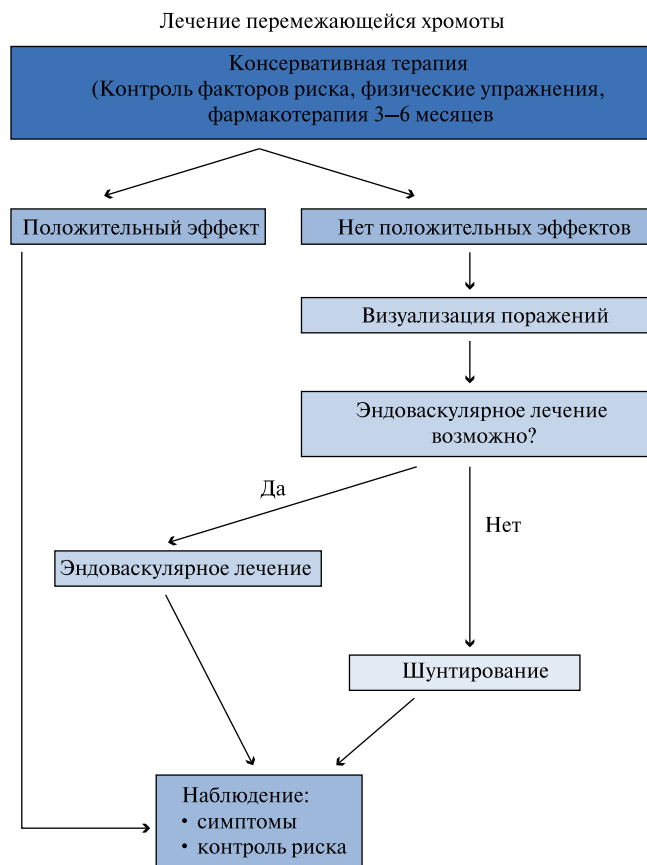 Лечение перемежающейся хромоты
Консервативная терапия
(Контроль факторов риска, физические упражнения,
фармакотерапия 3–6 месяцев
Положительный эффект
Нет положительных эффектов
Визуализация поражений
Эндоваскулярное лечение
возможно?
Да
Нет
Эндоваскулярное лечение
Шунтирование
Наблюдение:
• симптомы
• контроль риска